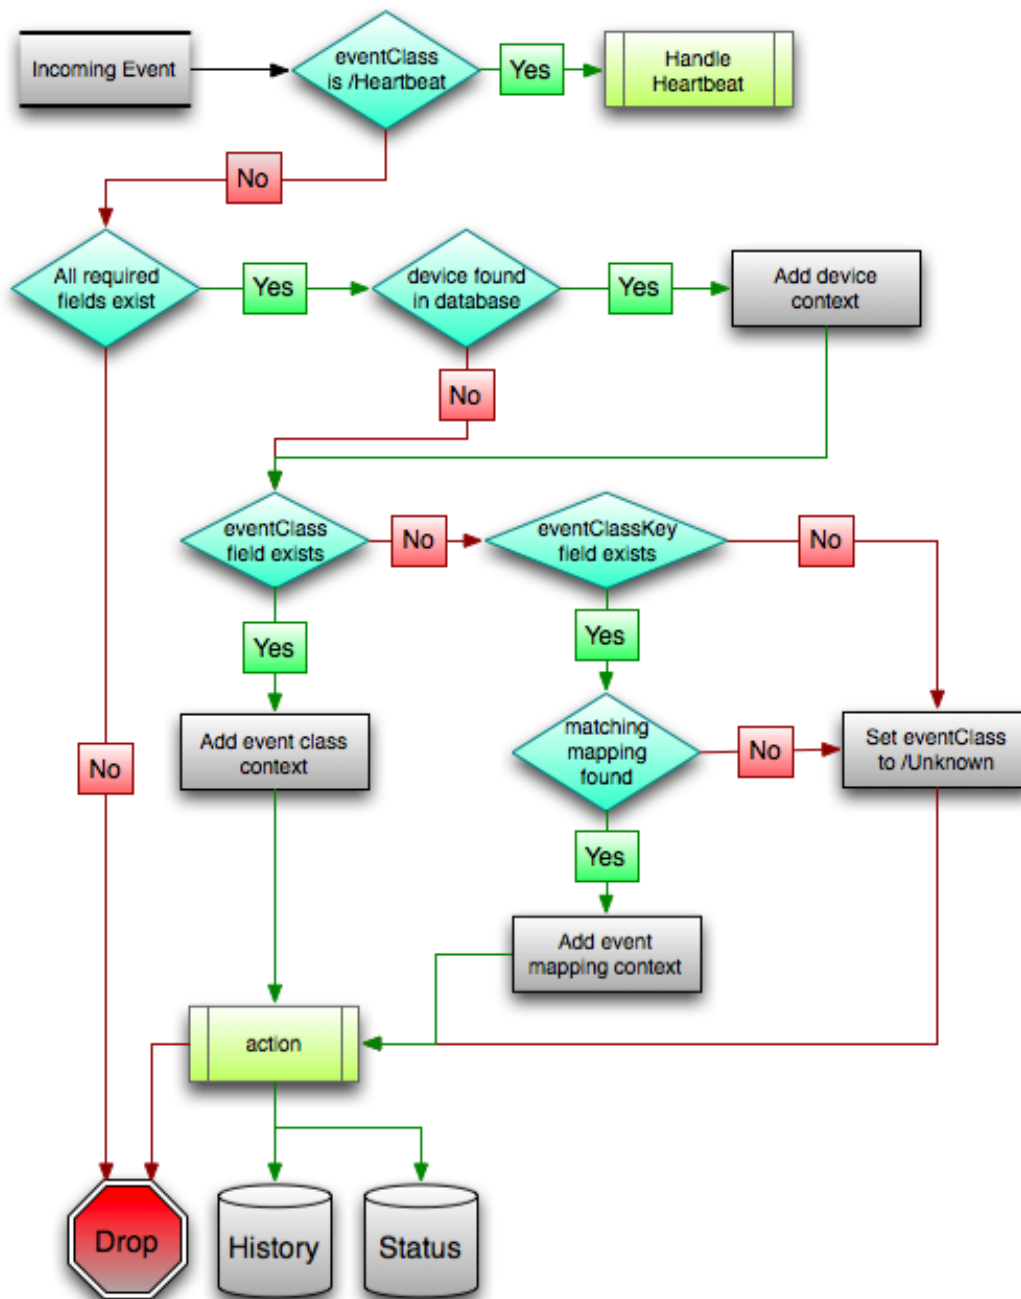 Incoming Event
eventClass
is /Heartbeat
Yes
Handle
Heartbeat
No
All required
fields exist
Yes
device found
in database
Yes
Add device
context
No
eventClass
field exists
No
eventClassKey
field exists
No
Yes
Yes
Add event class
context
matching
mapping
found
No
Set eventClass
to /Unknown
No
Yes
Add event
mapping context
action
Drop
History
Status